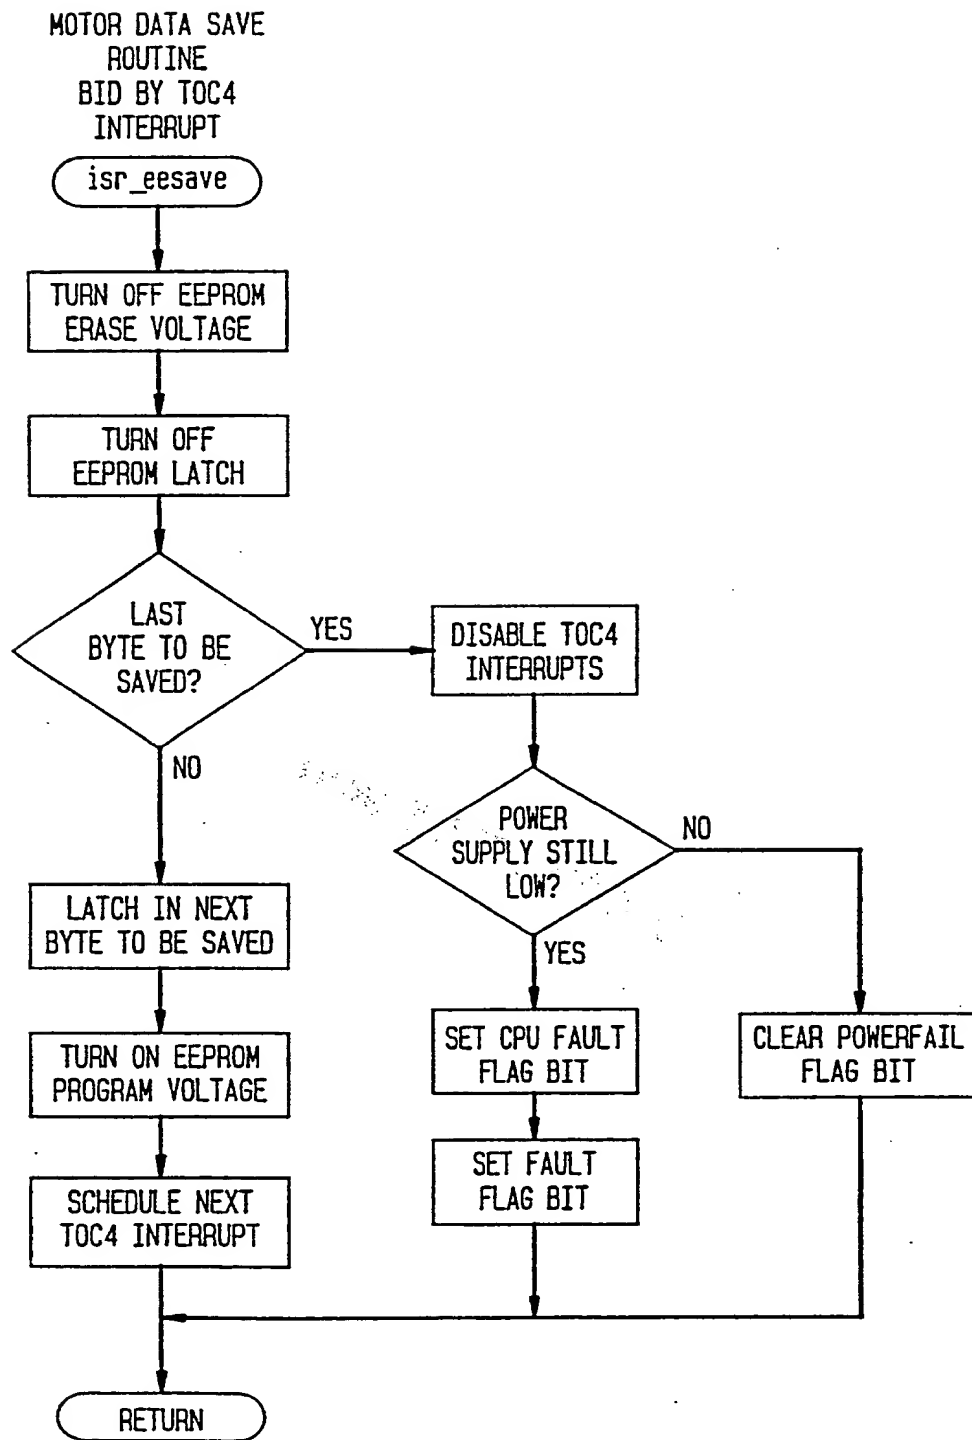 MOTOR DATA SAVE
ROUTINE
BID BY TOC4
INTERRUPT
isr_eesave
TURN OFF EEPROM
ERASE VOLTAGE
TURN OFF
EEPROM LATCH
LAST
BYTE TO BE
SAVED?
YES
DISABLE TOC4
INTERRUPTS
NO
POWER
SUPPLY STILL
LOW?
NO
YES
LATCH IN NEXT
BYTE TO BE SAVED
TURN ON EEPROM
PROGRAM VOLTAGE
SET CPU FAULT
FLAG BIT
CLEAR POWERFAIL
FLAG BIT
SCHEDULE NEXT
TOC4 INTERRUPT
SET FAULT
FLAG BIT
RETURN